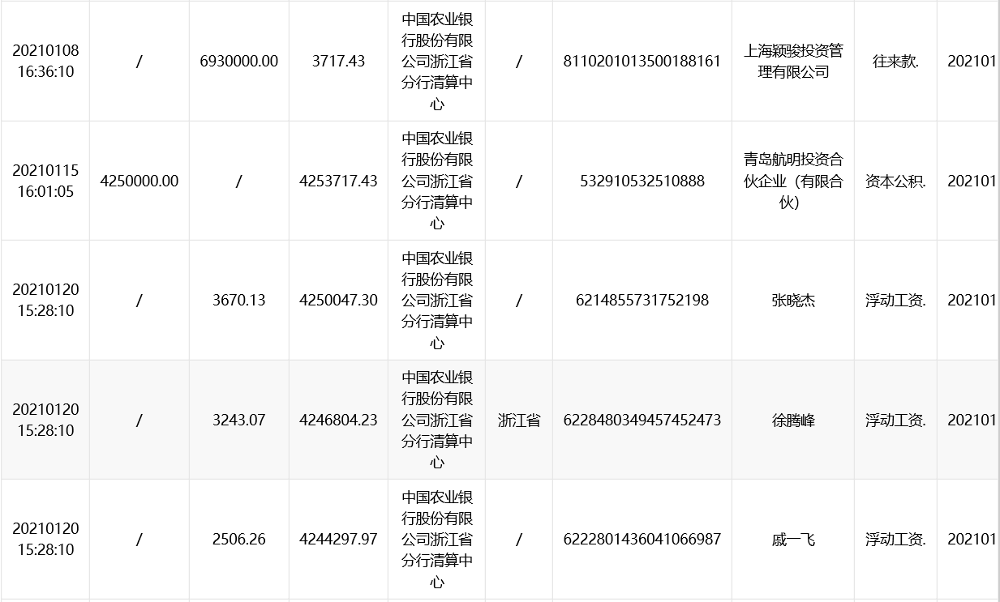 20210108
16:36:10
/
6930000.00
3717.43
中国农业银
行股份有限
公司浙江省
分行清算中
心
/
8110201013500188161
上海颖骏投资管
理有限公司
往来款.
202101
20210115
16:01:05
4250000.00
/
4253717.43
中国农业银
行股份有限
公司浙江省
分行清算中
心
/
532910532510888
青岛航明投资合
伙企业（有限合
伙）
资本公积.
202101
20210120
15:28:10
/
3670.13
4250047.30
中国农业银
行股份有限
公司浙江省
分行清算中
心
/
6214855731752198
张晓杰
浮动工资.
202101
20210120
15:28:10
/
3243.07
4246804.23
中国农业银
行股份有限
公司浙江省
分行清算中
心
浙江省
6228480349457452473
徐腾峰
浮动工资.
202101
20210120
15:28:10
/
2506.26
4244297.97
中国农业银
行股份有限
公司浙江省
分行清算中
心
/
6222801436041066987
戚一飞
浮动工资.
202101